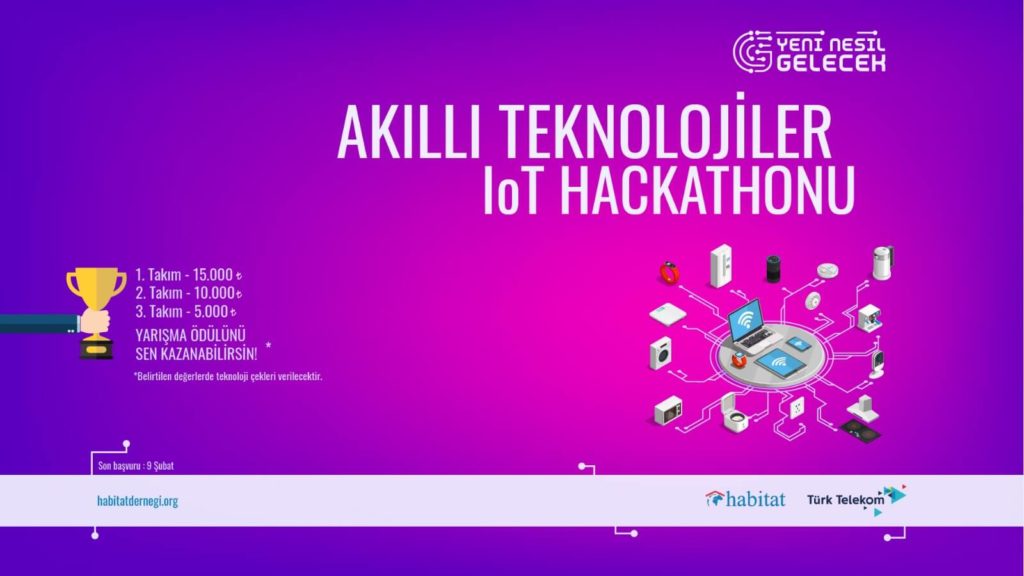 YENİ NESİL
GELECEK
AKILLI TEKNOLOJİLER
IoT HACKATHONU
1. Takım - 15.000 ₺
2. Takım - 10.000₺
3. Takım - 5.000 ₺
YARIŞMA ÖDÜLÜNÜ
SEN KAZANABİLİRSİN! *
*Belirtilen değerlerde teknoloji çekleri verilecektir.
Son başvuru : 9 Şubat
habitatdernegi.org
habitat
Türk Telekom